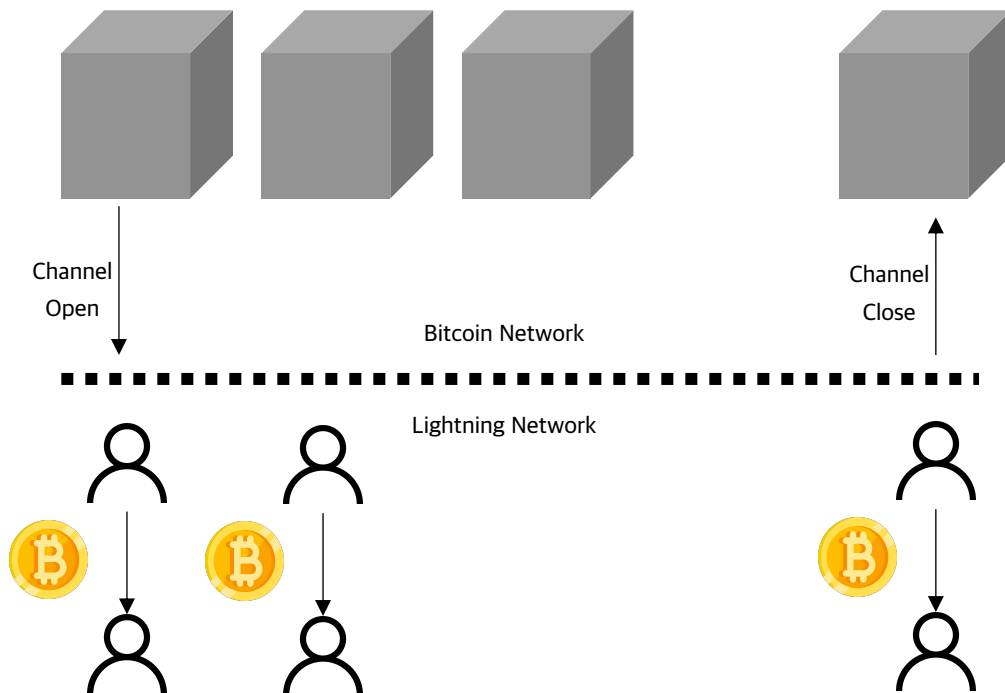 Channel
Open
Channel
Close
Bitcoin Network
Lightning Network